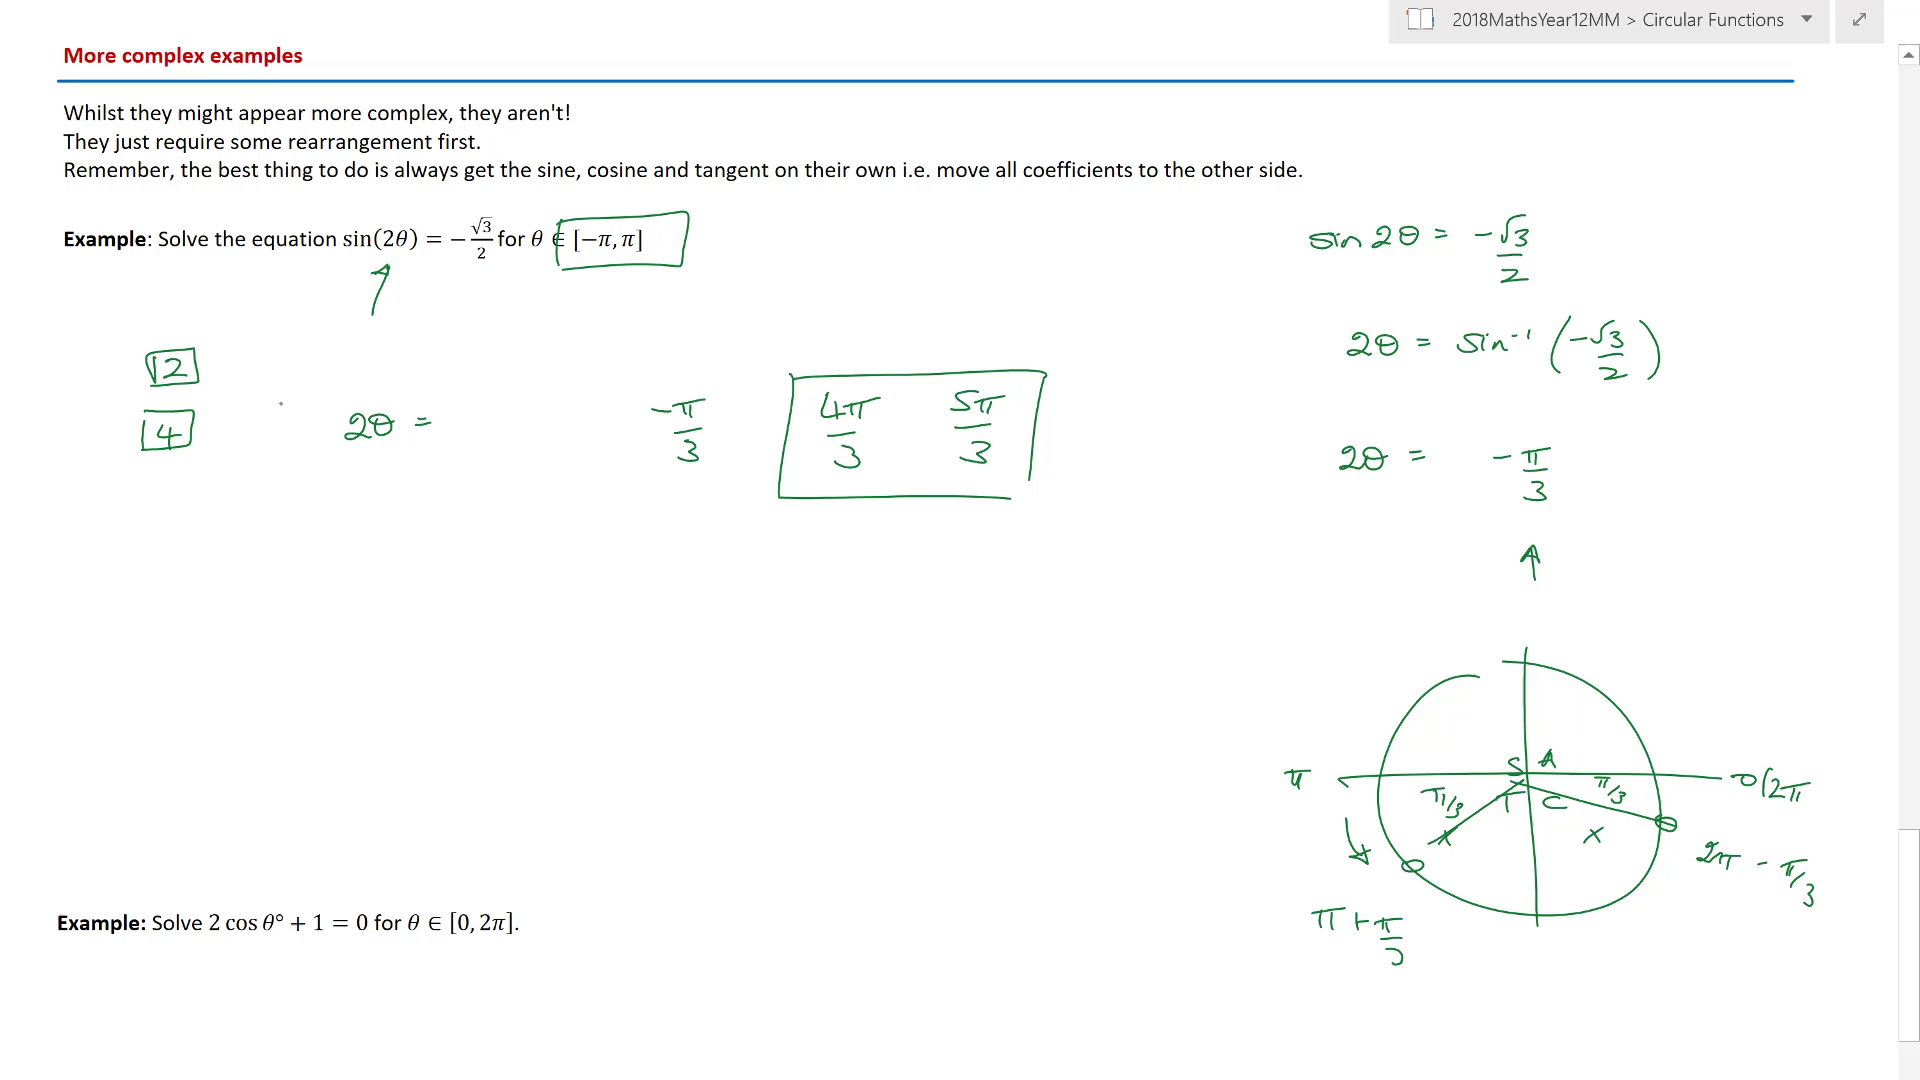 2018MathsYear12MM > Circular Functions
More complex examples
Whilst they might appear more complex, they aren't!
They just require some rearrangement first.
Remember, the best thing to do is always get the sine, cosine and tangent on their own i.e. move all coefficients to the other side.
Example: Solve the equation sin(2θ) = −√3/2 for θ ∈ [−π, π]
sin 2θ = -√3/2
2θ = sin⁻¹ (-√3/2)
√2
4
2θ = -π/3 4π/3 5π/3
2θ = -π/3
S A
π 0/2π
π/3 T C π/3
2π - π/3
π + π/3
Example: Solve 2 cos θ° + 1 = 0 for θ ∈ [0, 2π].